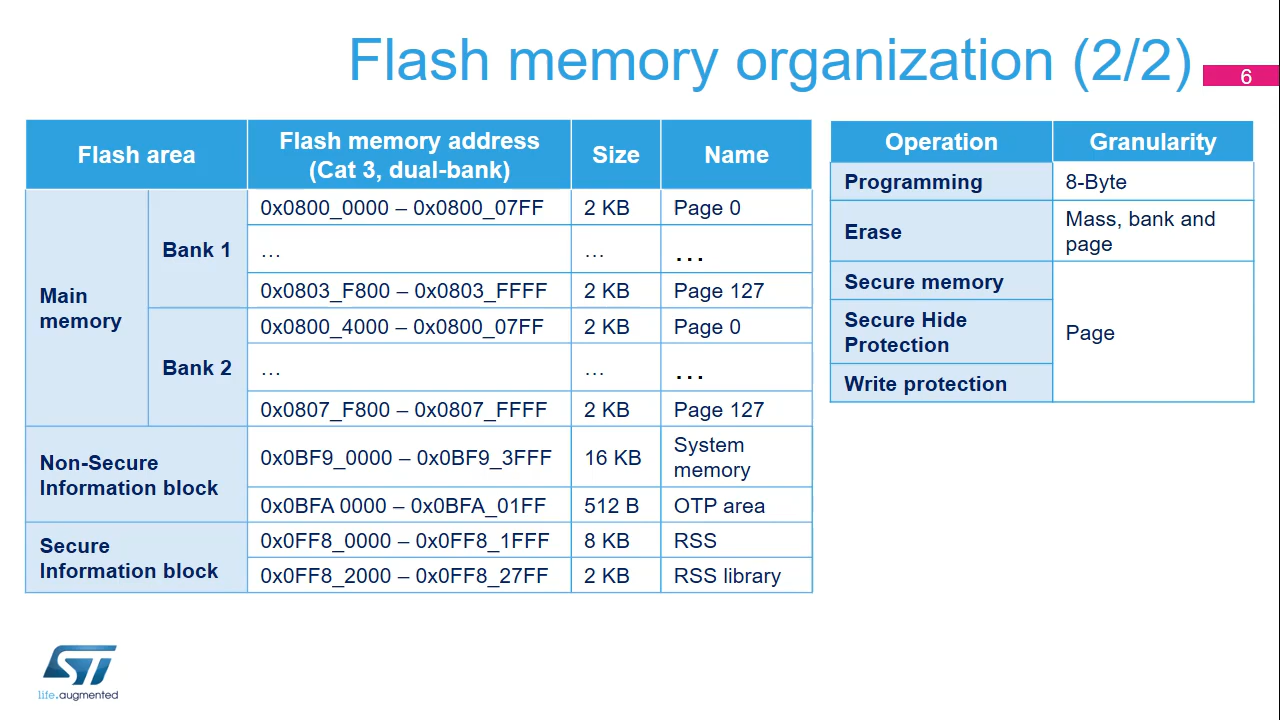 Flash memory organization (2/2)
6
Flash area
Flash memory address
(Cat 3, dual-bank)
Size
Name
Main
memory
Bank 1
0x0800_0000 – 0x0800_07FF
2 KB
Page 0
…
…
…
0x0803_F800 – 0x0803_FFFF
2 KB
Page 127
Bank 2
0x0800_4000 – 0x0800_07FF
2 KB
Page 0
…
…
…
0x0807_F800 – 0x0807_FFFF
2 KB
Page 127
Non-Secure
Information block
0x0BF9_0000 – 0x0BF9_3FFF
16 KB
System
memory
0x0BFA 0000 – 0x0BFA_01FF
512 B
OTP area
Secure
Information block
0x0FF8_0000 – 0x0FF8_1FFF
8 KB
RSS
0x0FF8_2000 – 0x0FF8_27FF
2 KB
RSS library
Operation
Granularity
Programming
8-Byte
Erase
Mass, bank and
page
Secure memory
Secure Hide
Protection
Write protection
Page
ST
life.augmented